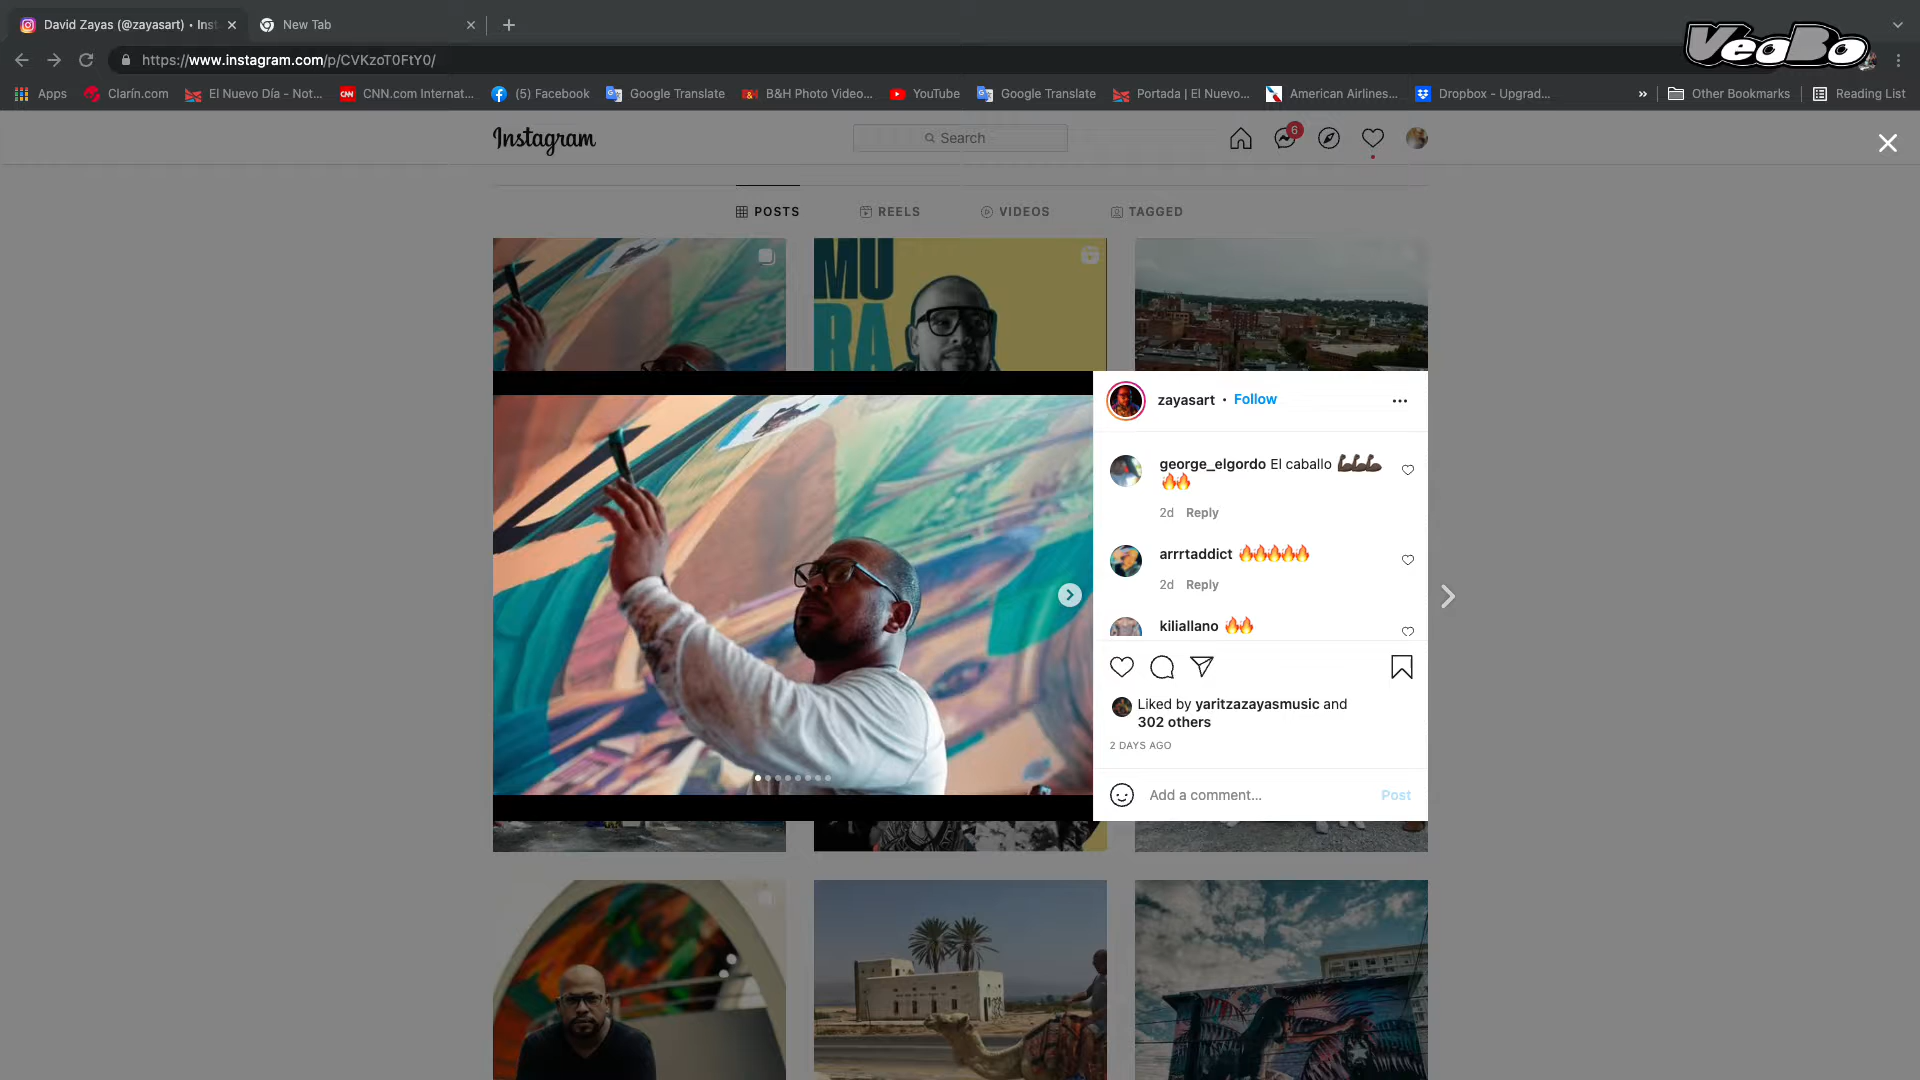 David Zayas (@zayasart) • Inst
New Tab
VeoBo
https://www.instagram.com/p/CVKzoT0FtY0/
Apps
Clarín.com
El Nuevo Día - Not...
CNN.com Internat...
(5) Facebook
Google Translate
B&H Photo Video...
YouTube
Google Translate
Portada | El Nuevo...
American Airlines...
Dropbox - Upgrad...
»
Other Bookmarks
Reading List
Instagram
Search
6
POSTS
REELS
VIDEOS
TAGGED
MU
RA
zayasart • Follow
george_elgordo El caballo 💪🏿💪🏿💪🏿
🔥🔥
2d Reply
arrrtaddict 🔥🔥🔥🔥🔥
2d Reply
kiliallano 🔥🔥
Liked by yaritzazayasmusic and
302 others
2 DAYS AGO
Add a comment...
Post